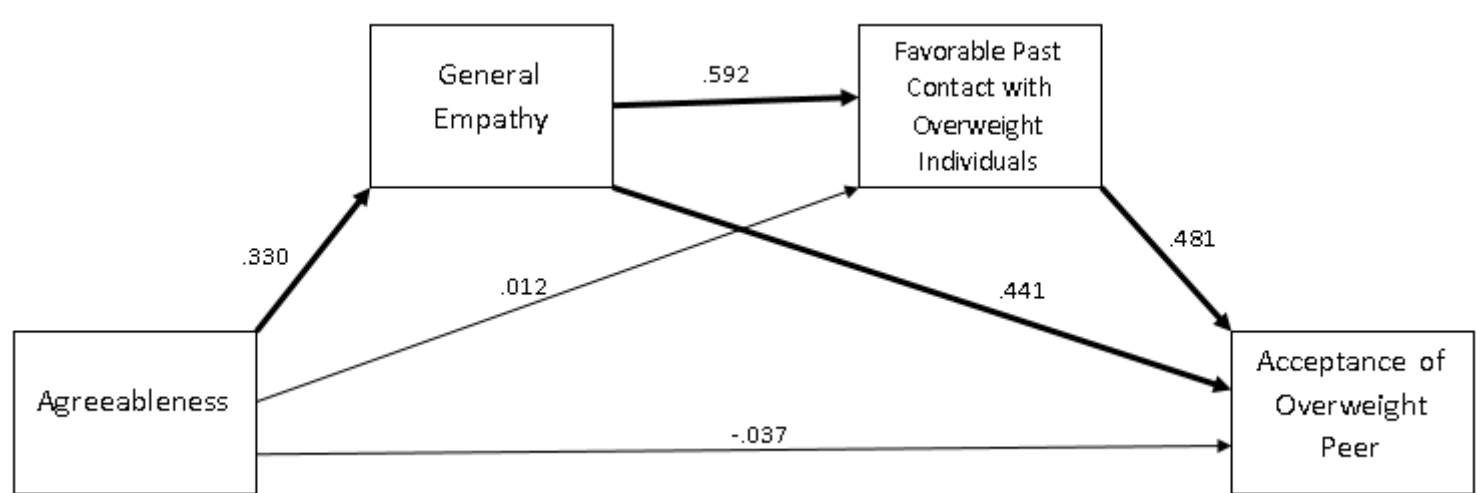 General
Empathy
.592
Favorable Past
Contact with
Overweight
Individuals
.330
.012
.441
.481
Agreeableness
-.037
Acceptance of
Overweight
Peer